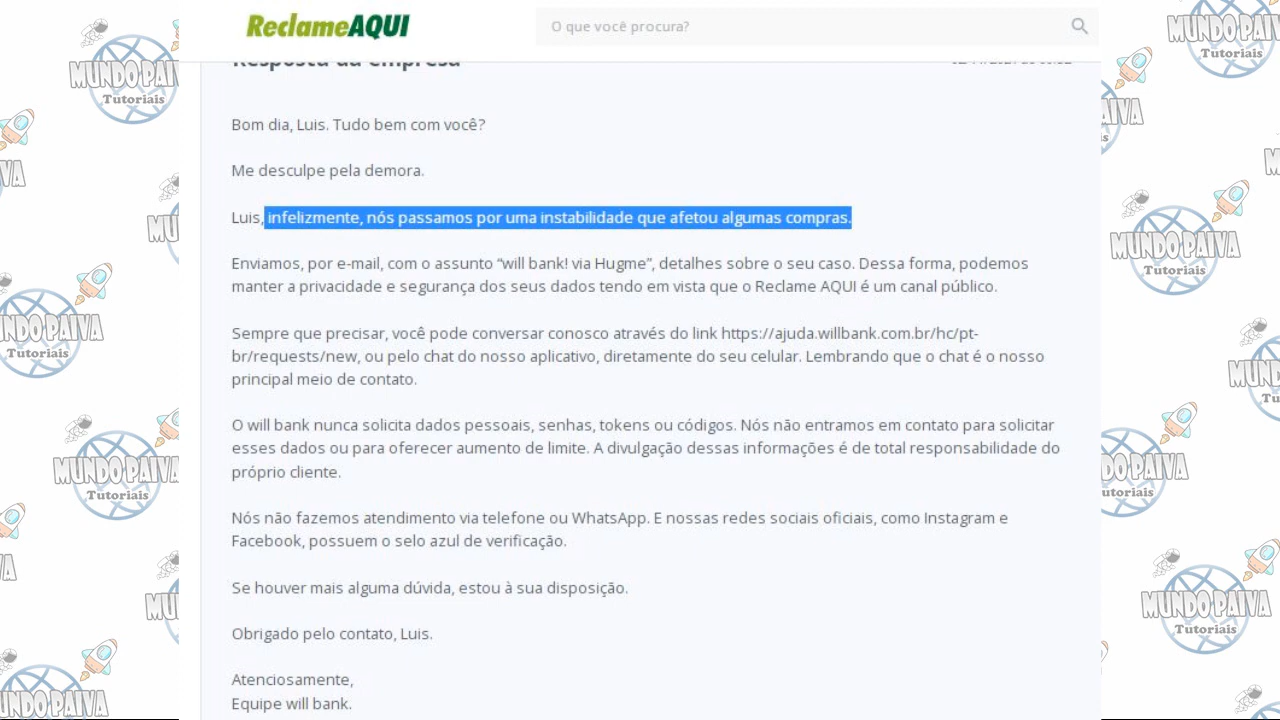 ReclameAQUI
O que você procura?
Resposta da empresa
Bom dia, Luis. Tudo bem com você?
Me desculpe pela demora.
Luis, infelizmente, nós passamos por uma instabilidade que afetou algumas compras.
Enviamos, por e-mail, com o assunto “will bank! via Hugme”, detalhes sobre o seu caso. Dessa forma, podemos
manter a privacidade e segurança dos seus dados tendo em vista que o Reclame AQUI é um canal público.
Sempre que precisar, você pode conversar conosco através do link https://ajuda.willbank.com.br/hc/pt-
br/requests/new, ou pelo chat do nosso aplicativo, diretamente do seu celular. Lembrando que o chat é o nosso
principal meio de contato.
O will bank nunca solicita dados pessoais, senhas, tokens ou códigos. Nós não entramos em contato para solicitar
esses dados ou para oferecer aumento de limite. A divulgação dessas informações é de total responsabilidade do
próprio cliente.
Nós não fazemos atendimento via telefone ou WhatsApp. E nossas redes sociais oficiais, como Instagram e
Facebook, possuem o selo azul de verificação.
Se houver mais alguma dúvida, estou à sua disposição.
Obrigado pelo contato, Luis.
Atenciosamente,
Equipe will bank.
MUNDO PAIVA
Tutoriais